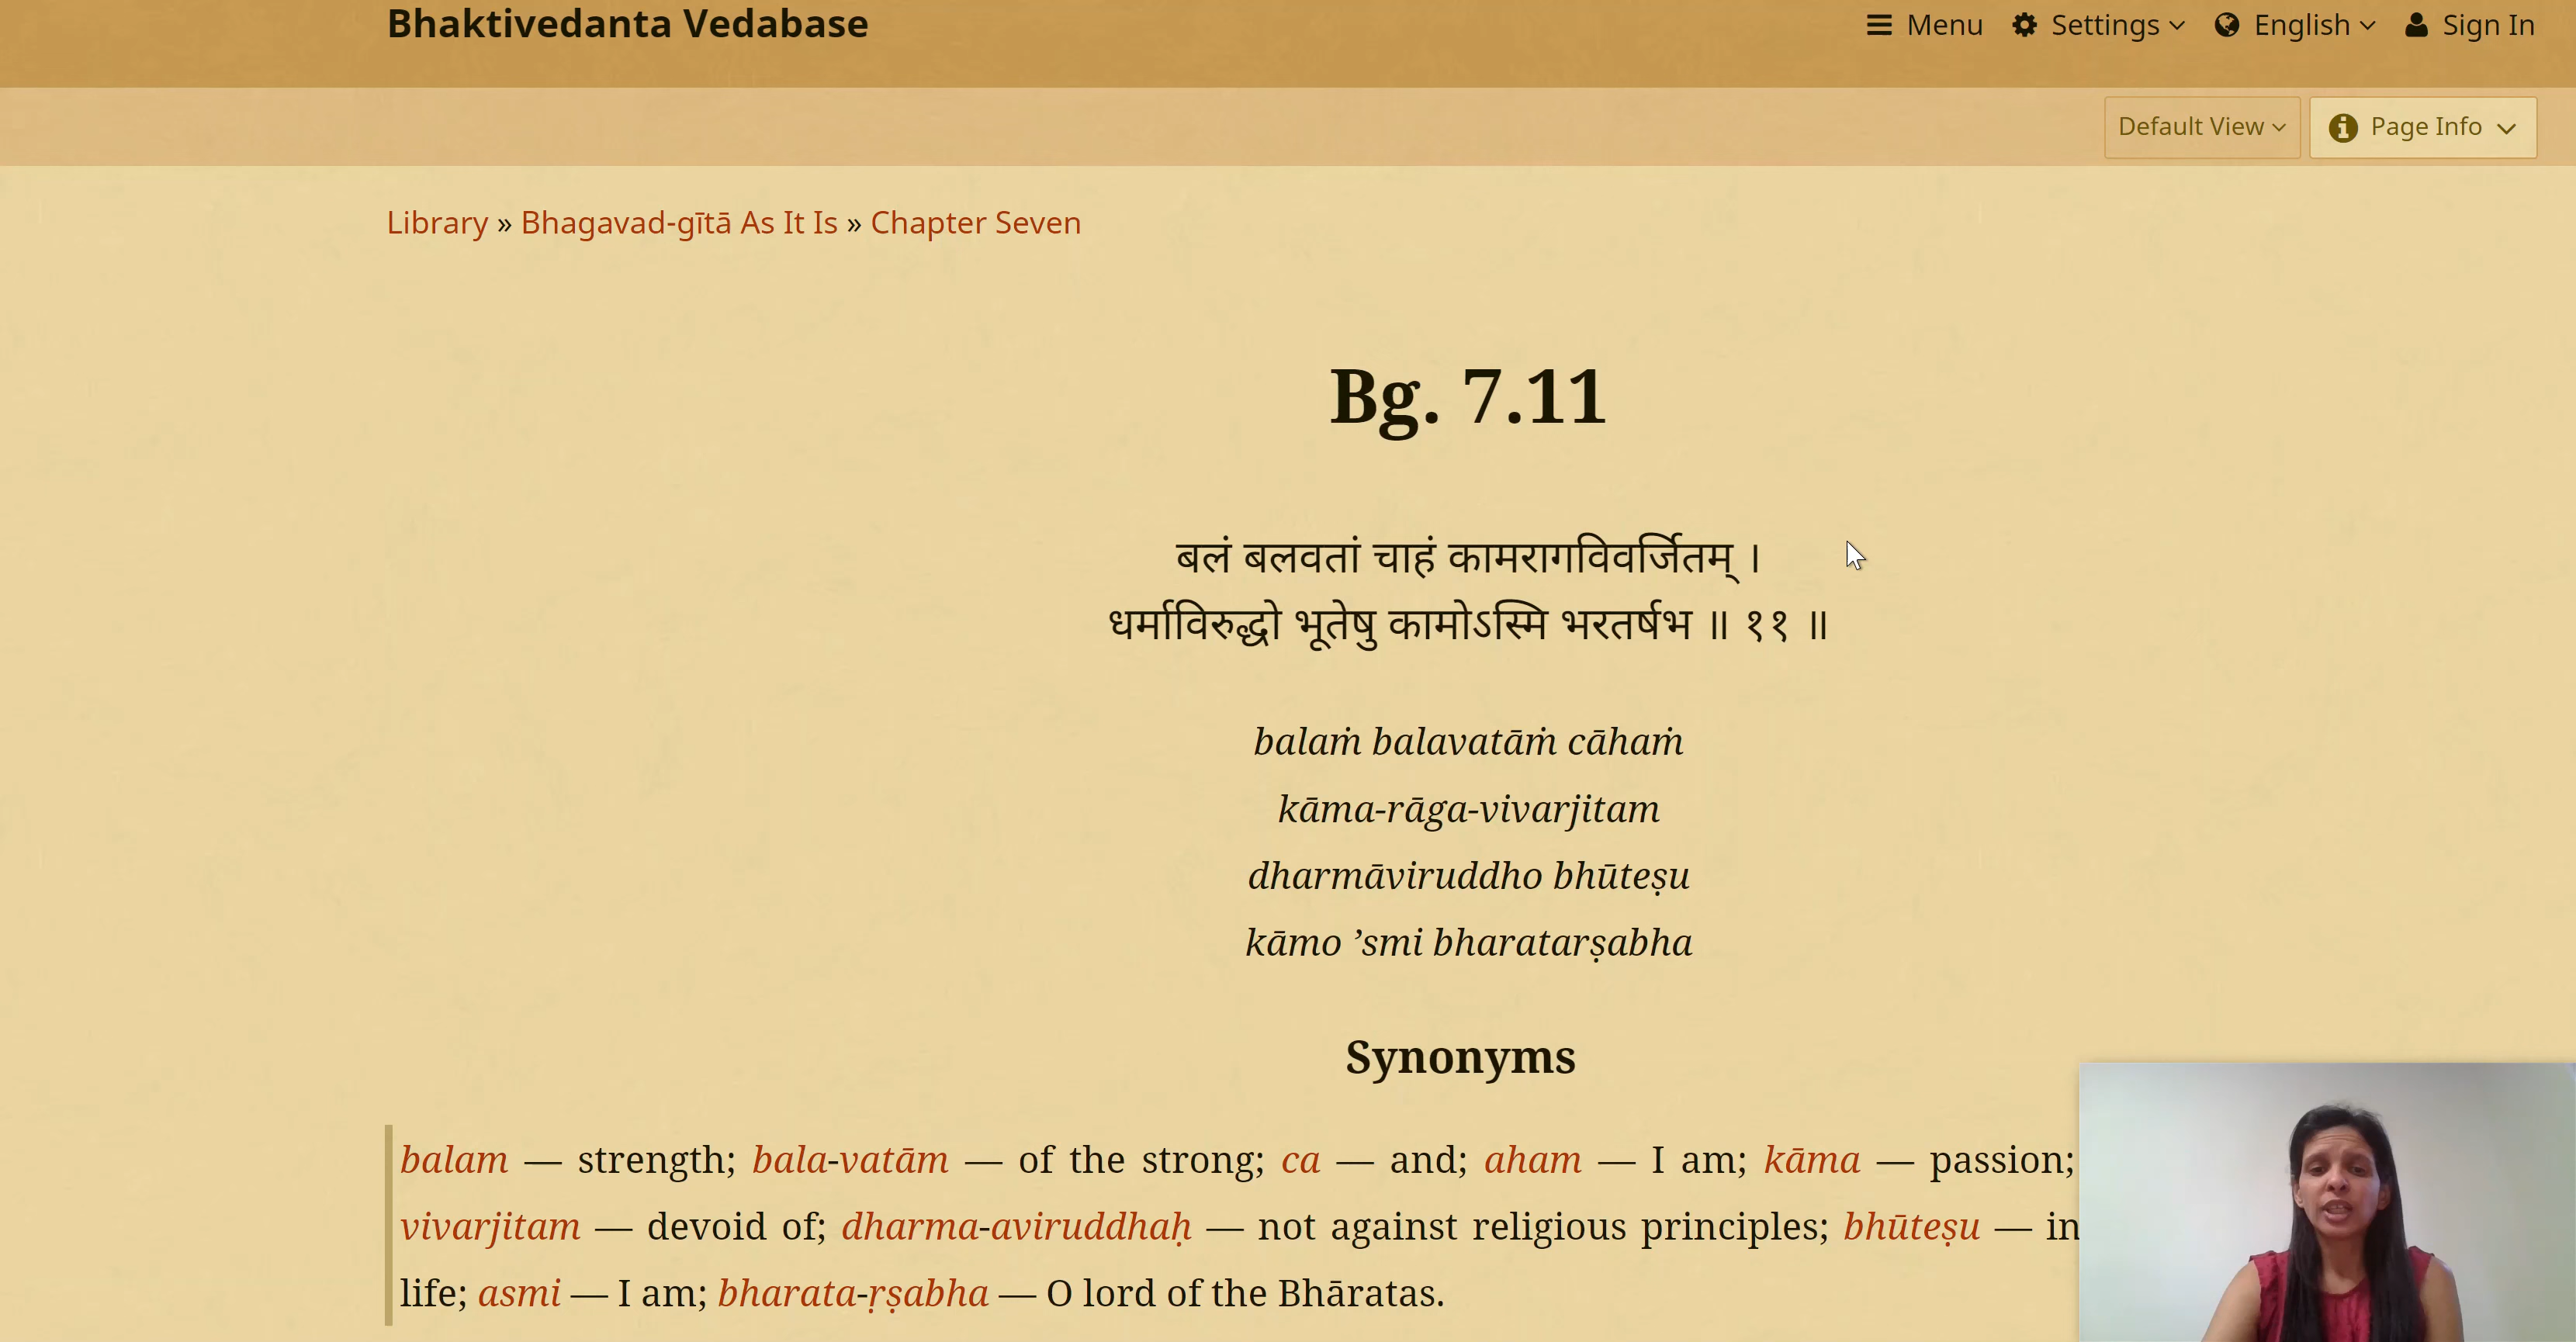 Bhaktivedanta Vedabase
Menu Settings English Sign In
Default View Page Info
Library » Bhagavad-gītā As It Is » Chapter Seven
Bg. 7.11
बलं बलवतां चाहं कामरागविवर्जितम् ।
धर्माविरुद्धो भूतेषु कामोऽस्मि भरतर्षभ ॥ ११ ॥
balaṁ balavatāṁ cāhaṁ
kāma-rāga-vivarjitam
dharmāviruddho bhūteṣu
kāmo ’smi bharatarṣabha
Synonyms
balam — strength; bala-vatām — of the strong; ca — and; aham — I am; kāma — passion;
vivarjitam — devoid of; dharma-aviruddhaḥ — not against religious principles; bhūteṣu — in
life; asmi — I am; bharata-ṛṣabha — O lord of the Bhāratas.